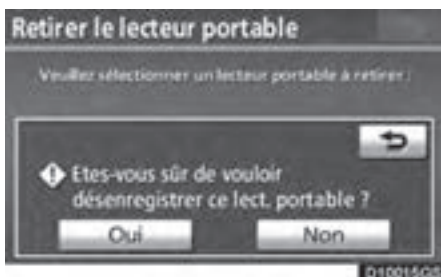 Retirer le lecteur portable
Veuillez sélectionner un lecteur portable à retirer :
Etes-vous sûr de vouloir
désenregistrer ce lect. portable ?
Oui Non